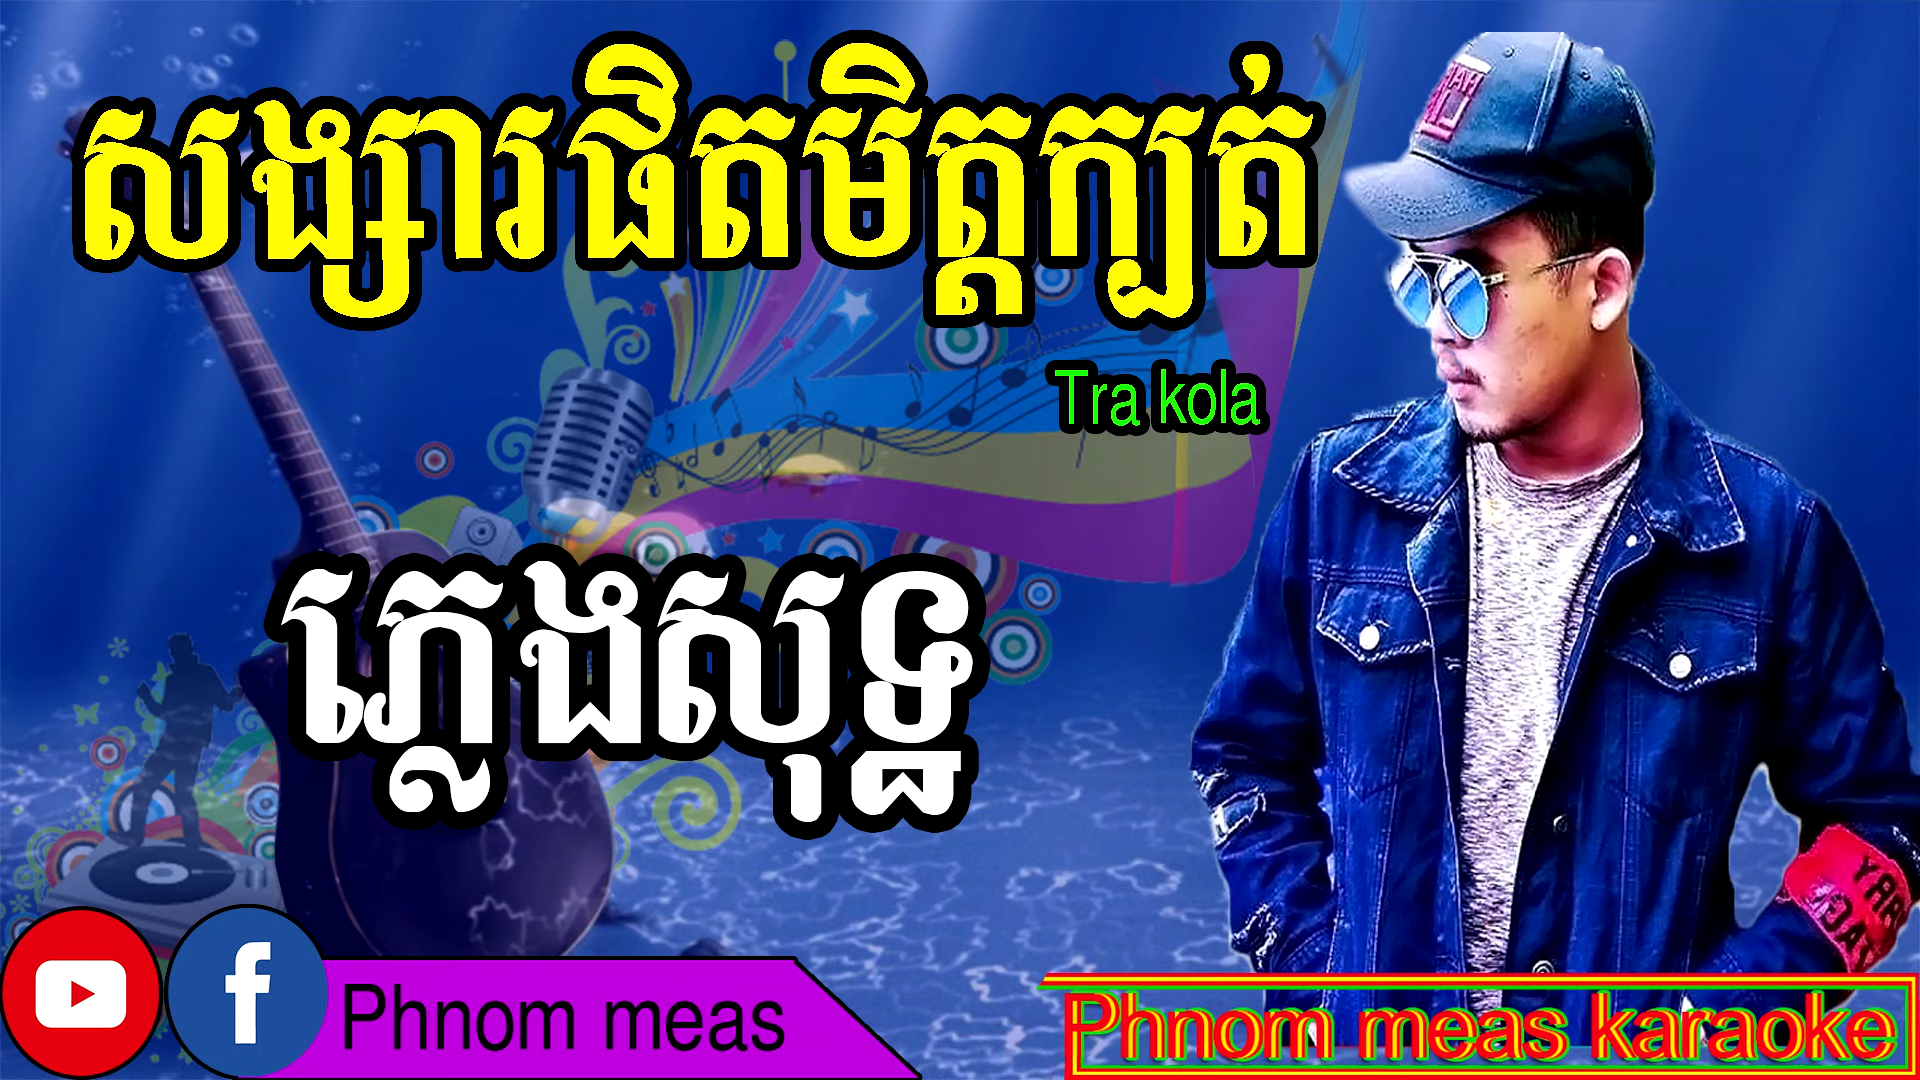 សង្សារផិតមិត្តក្បត់
Tra kola
ភ្លេងសុទ្ធ
Phnom meas
Phnom meas karaoke